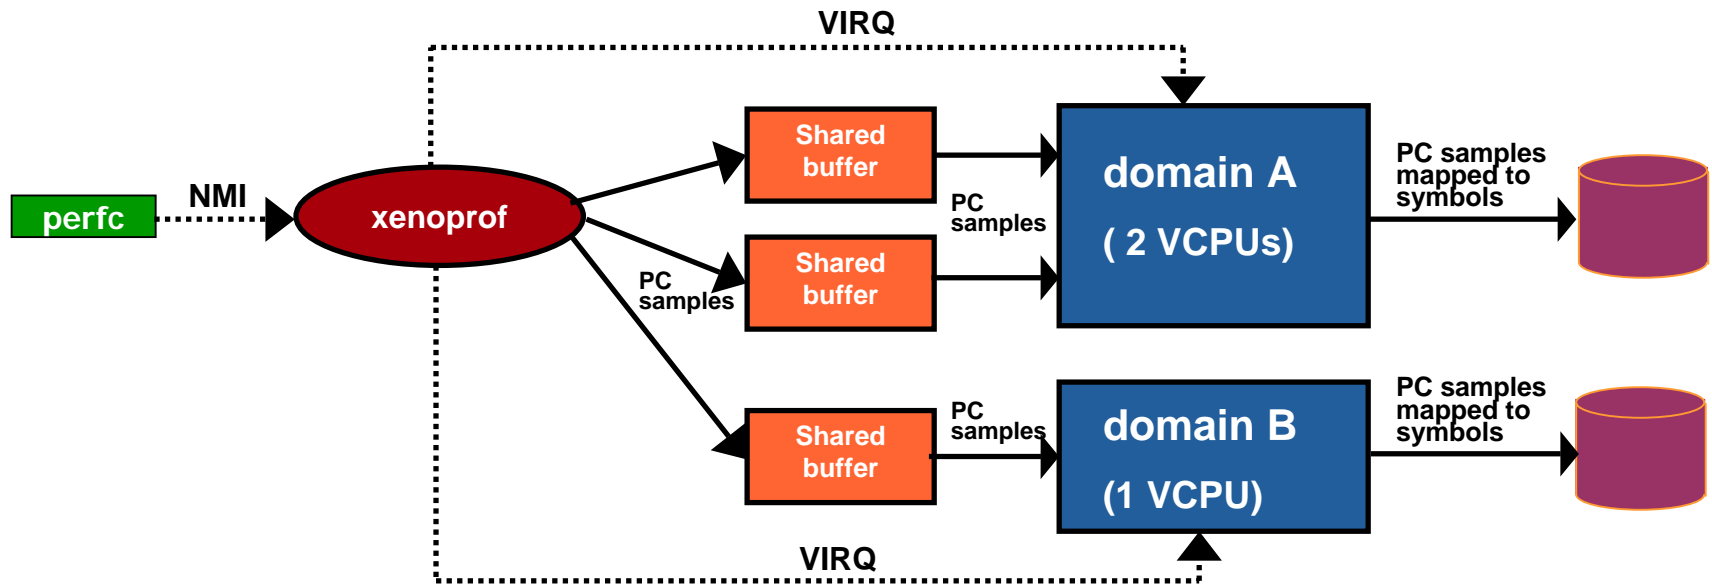 VIRQ
perfc
NMI
xenoprof
Shared
buffer
Shared
buffer
PC
samples
PC
samples
domain A
( 2 VCPUs)
PC samples
mapped to
symbols
Shared
buffer
PC
samples
domain B
(1 VCPU)
PC samples
mapped to
symbols
VIRQ